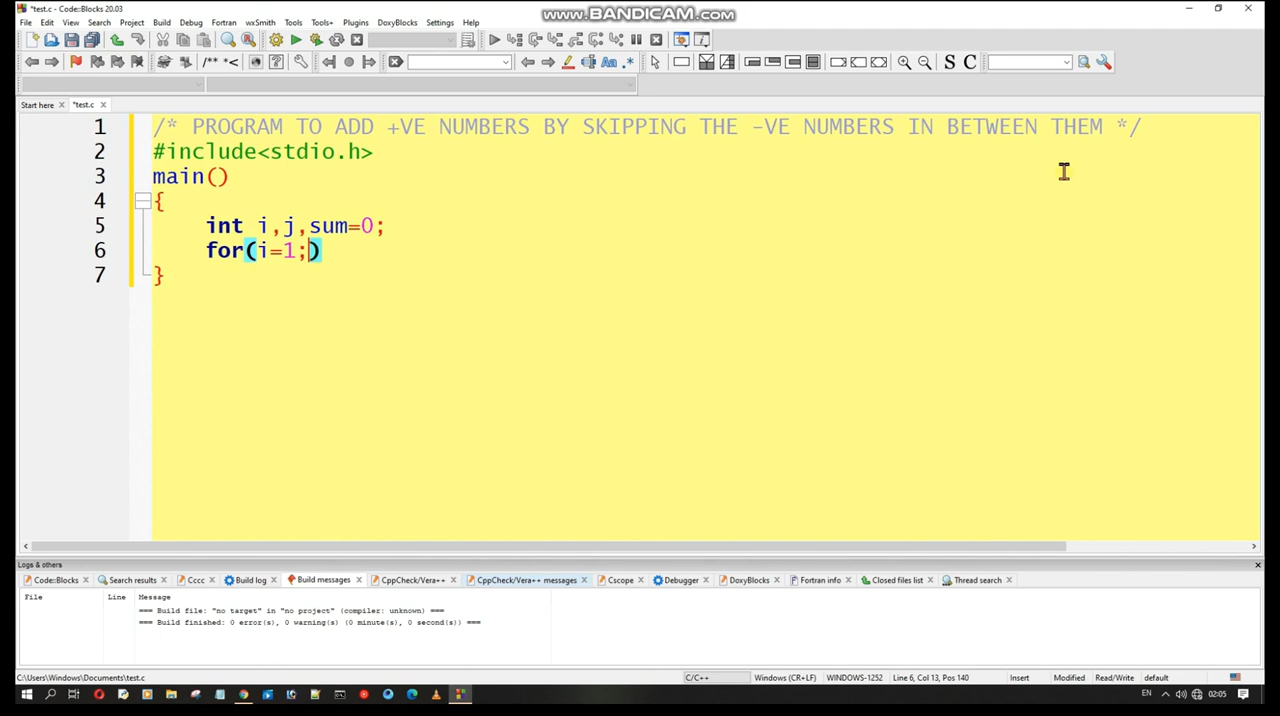 *test.c - Code::Blocks 20.03
www.BANDICAM.com
File Edit View Search Project Build Debug Fortran wxSmith Tools Tools+ Plugins DoxyBlocks Settings Help
/** *< Aa .* S C
Start here *test.c
1 /* PROGRAM TO ADD +VE NUMBERS BY SKIPPING THE -VE NUMBERS IN BETWEEN THEM */
2 #include<stdio.h>
3 main()
4 {
5 int i,j,sum=0;
6 for(i=1;)
7 }
Logs & others
Code::Blocks Search results Cccc Build log Build messages CppCheck/Vera++ CppCheck/Vera++ messages Cscope Debugger DoxyBlocks Fortran info Closed files list Thread search
File Line Message
=== Build file: "no target" in "no project" (compiler: unknown) ===
=== Build finished: 0 error(s), 0 warning(s) (0 minute(s), 0 second(s)) ===
C:\Users\Windows\Documents\test.c C/C++ Windows (CR+LF) WINDOWS-1252 Line 6, Col 13, Pos 140 Insert Modified Read/Write default
EN 02:05